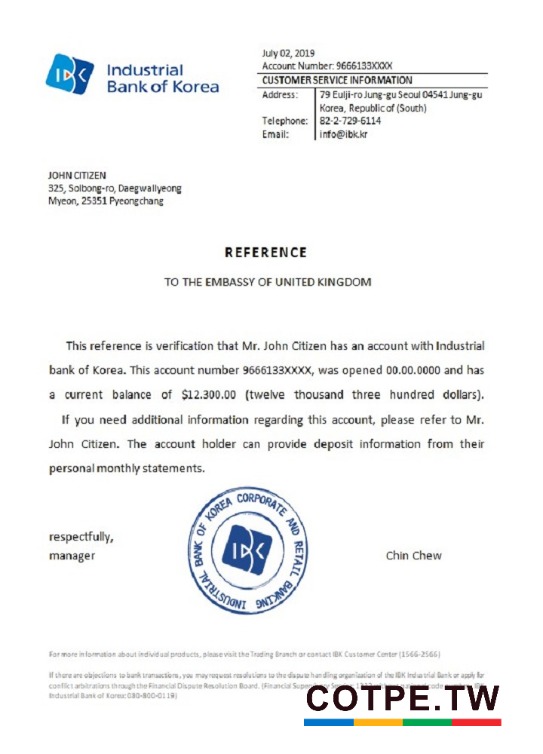 July 02, 2019
Account Number: 9666133XXXX
IBK Industrial
Bank of Korea
CUSTOMER SERVICE INFORMATION
Address: 79 Eulji-ro Jung-gu Seoul 04541 Jung-gu
Korea, Republic of (South)
Telephone: 82-2-729-6114
Email: info@ibk.kr
JOHN CITIZEN
325, Solbong-ro, Daegwallyeong
Myeon, 25351 Pyeongchang
REFERENCE
TO THE EMBASSY OF UNITED KINGDOM
This reference is verification that Mr. John Citizen has an account with Industrial
bank of Korea. This account number 9666133XXXX, was opened 00.00.0000 and has
a current balance of $12.300.00 (twelve thousand three hundred dollars).
If you need additional information regarding this account, please refer to Mr.
John Citizen. The account holder can provide deposit information from their
personal monthly statements.
respectfully,
manager
INDUSTRIAL BANK OF KOREA CORPORATE AND RETAIL BANKING
IBK
Chin Chew
For more information about individual products, please visit the Trading Branch or contact IBK Customer Center (1566-2566)
If there are objections to bank transactions, you may request resolutions to the dispute handling organization of the IBK Industrial Bank or apply for
conflict arbitrations through the Financial Dispute Resolution Board. (Financial Supervisory Service: 1332
Industrial Bank of Korea: 080-800-0119)
COTPE.TW